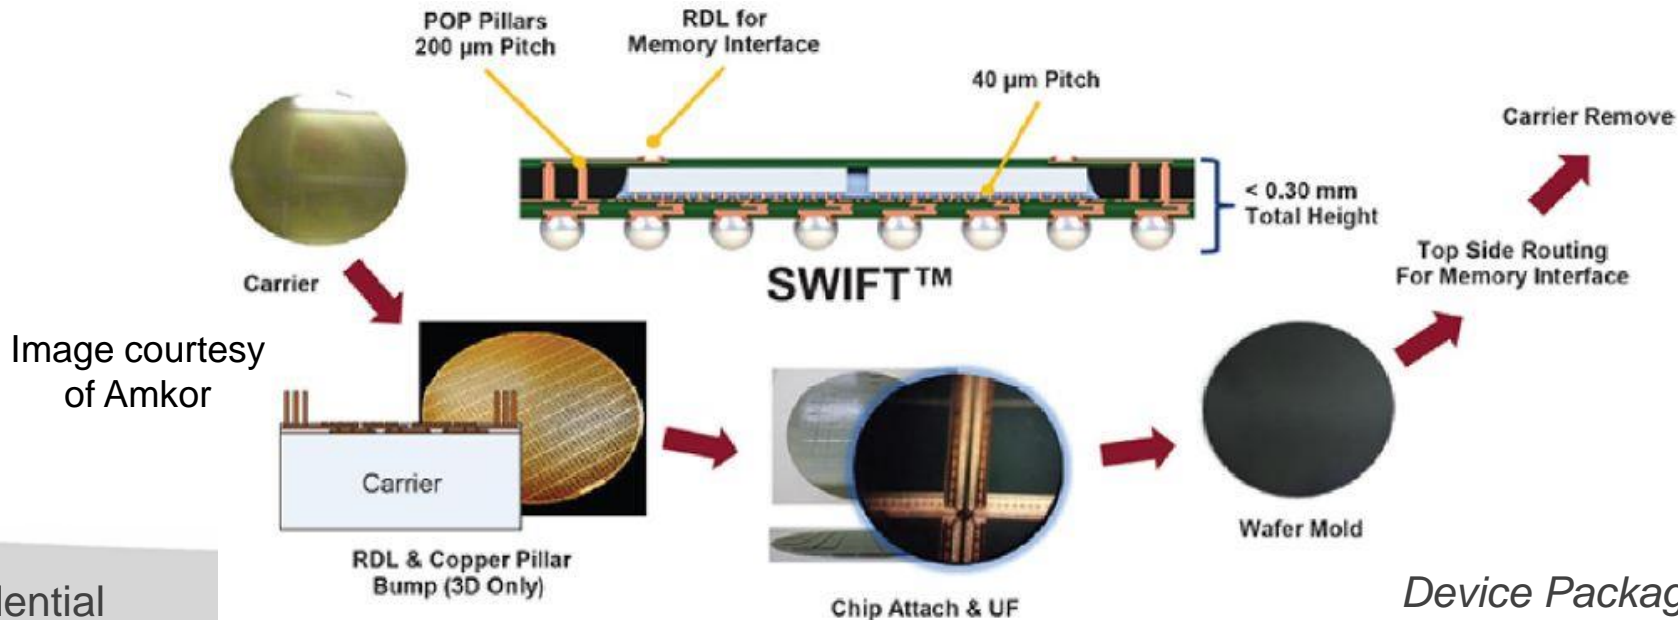 POP Pillars
200 µm Pitch
RDL for
Memory Interface
40 µm Pitch
Carrier Remove
< 0.30 mm
Total Height
Top Side Routing
For Memory Interface
Carrier
SWIFT™
Image courtesy
of Amkor
Carrier
RDL & Copper Pillar
Bump (3D Only)
Chip Attach & UF
Wafer Mold
dential
Device Packag